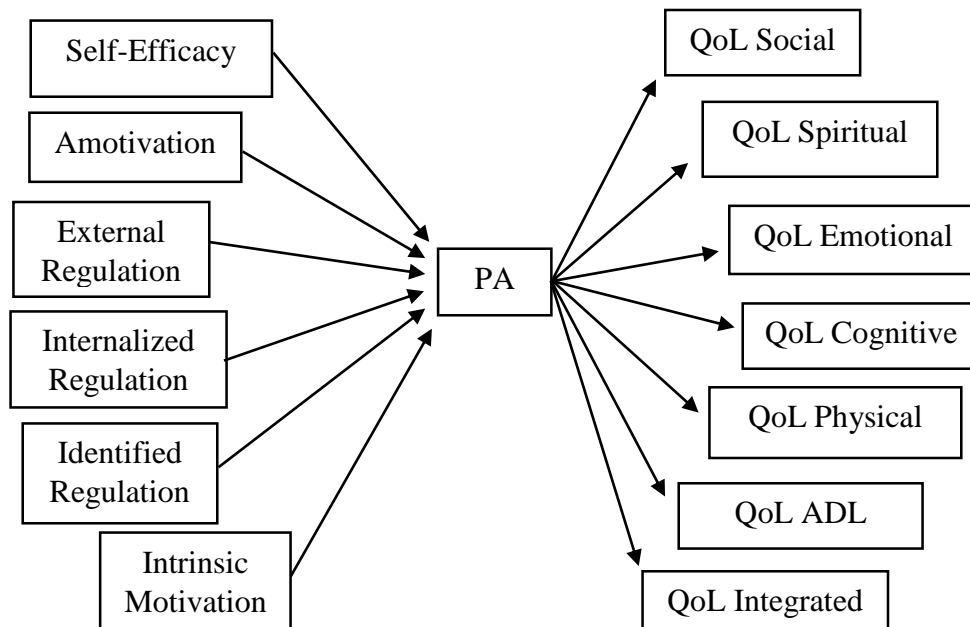 Self-Efficacy
Amotivation
External
Regulation
Internalized
Regulation
Identified
Regulation
Intrinsic
Motivation
PA
QoL Social
QoL Spiritual
QoL Emotional
QoL Cognitive
QoL Physical
QoL ADL
QoL Integrated